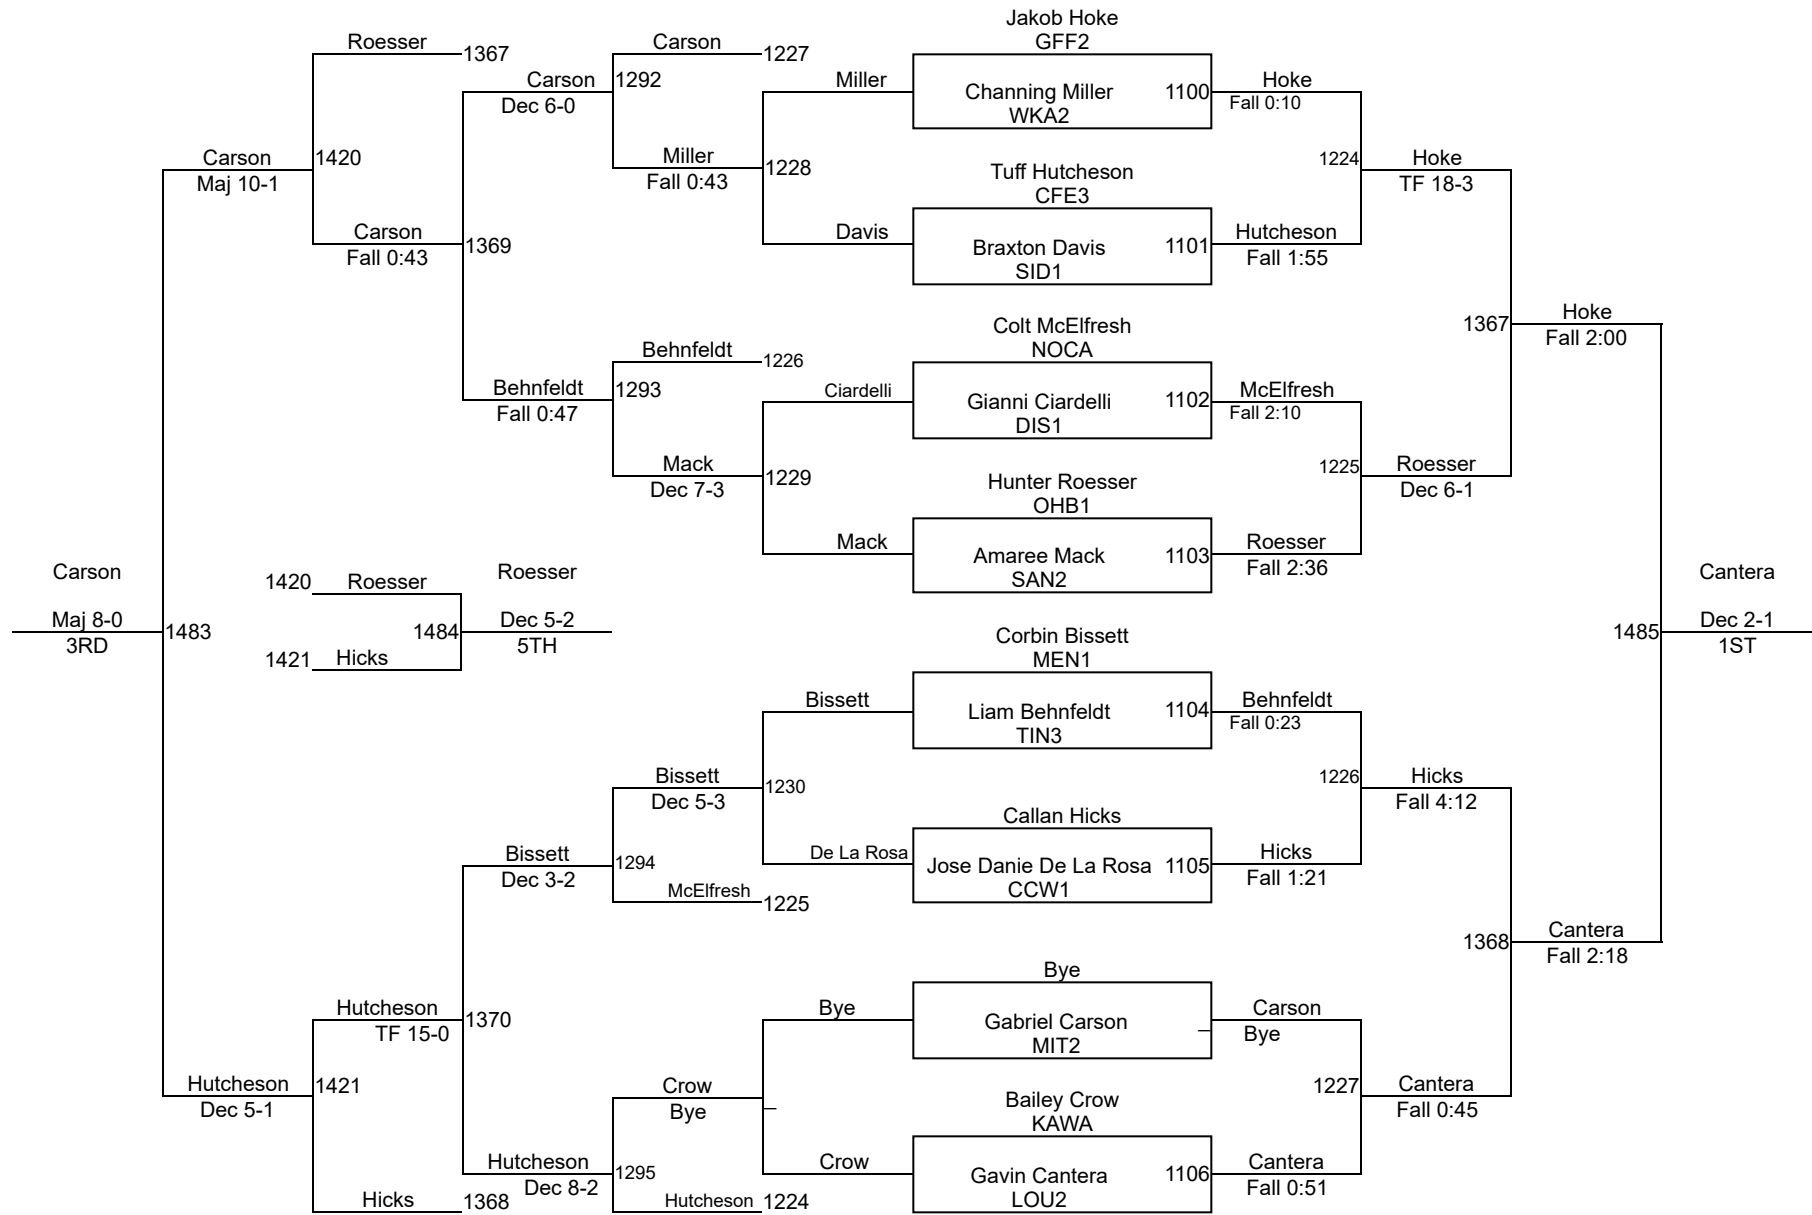 Jakob Hoke
GFF2
Roesser
1367
Carson
1227
Carson
1292
Dec 6-0
Miller
Channing Miller
1100
WKA2
Hoke
Fall 0:10
Carson
Maj 10-1
1420
Miller
Fall 0:43
1228
Tuff Hutcheson
CFE3
1224
Hoke
TF 18-3
Carson
Fall 0:43
1369
Davis
Braxton Davis
1101
SID1
Hutcheson
Fall 1:55
Colt McElfresh
NOCA
1367
Hoke
Fall 2:00
Behnfeldt
1226
Behnfeldt
1293
Fall 0:47
Ciardelli
Gianni Ciardelli
1102
DIS1
McElfresh
Fall 2:10
Mack
Dec 7-3
1229
Hunter Roesser
OHB1
1225
Roesser
Dec 6-1
Mack
Amaree Mack
1103
SAN2
Roesser
Fall 2:36
Carson
Maj 8-0
3RD
1483
1420
Roesser
1421
Hicks
1484
Roesser
Dec 5-2
5TH
Cantera
1485
Dec 2-1
1ST
Corbin Bissett
MEN1
Bissett
Liam Behnfeldt
1104
TIN3
Behnfeldt
Fall 0:23
Bissett
Dec 5-3
1230
1226
Hicks
Fall 4:12
Callan Hicks
De La Rosa
Jose Danie De La Rosa
1105
CCW1
Hicks
Fall 1:21
Bissett
Dec 3-2
1294
McElfresh
1225
1368
Cantera
Fall 2:18
Bye
Bye
Gabriel Carson
MIT2
Carson
Bye
Hutcheson
TF 15-0
1370
Hutcheson
Dec 5-1
1421
Crow
Bye
Bailey Crow
KAWA
1227
Cantera
Fall 0:45
Crow
Gavin Cantera
1106
LOU2
Cantera
Fall 0:51
Hutcheson
Dec 8-2
1295
Hicks
1368
Hutcheson
1224